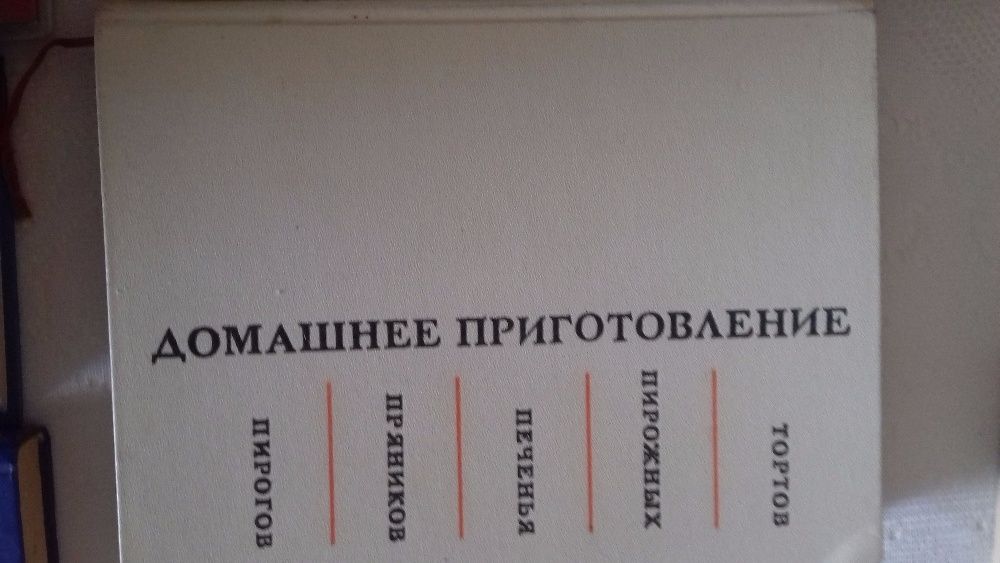 ДОМАШНЕЕ ПРИГОТОВЛЕНИЕ
ТОРТОВ
ПИРОЖНЫХ
ПЕЧЕНЬЯ
ПРЯНИКОВ
ПИРОГОВ